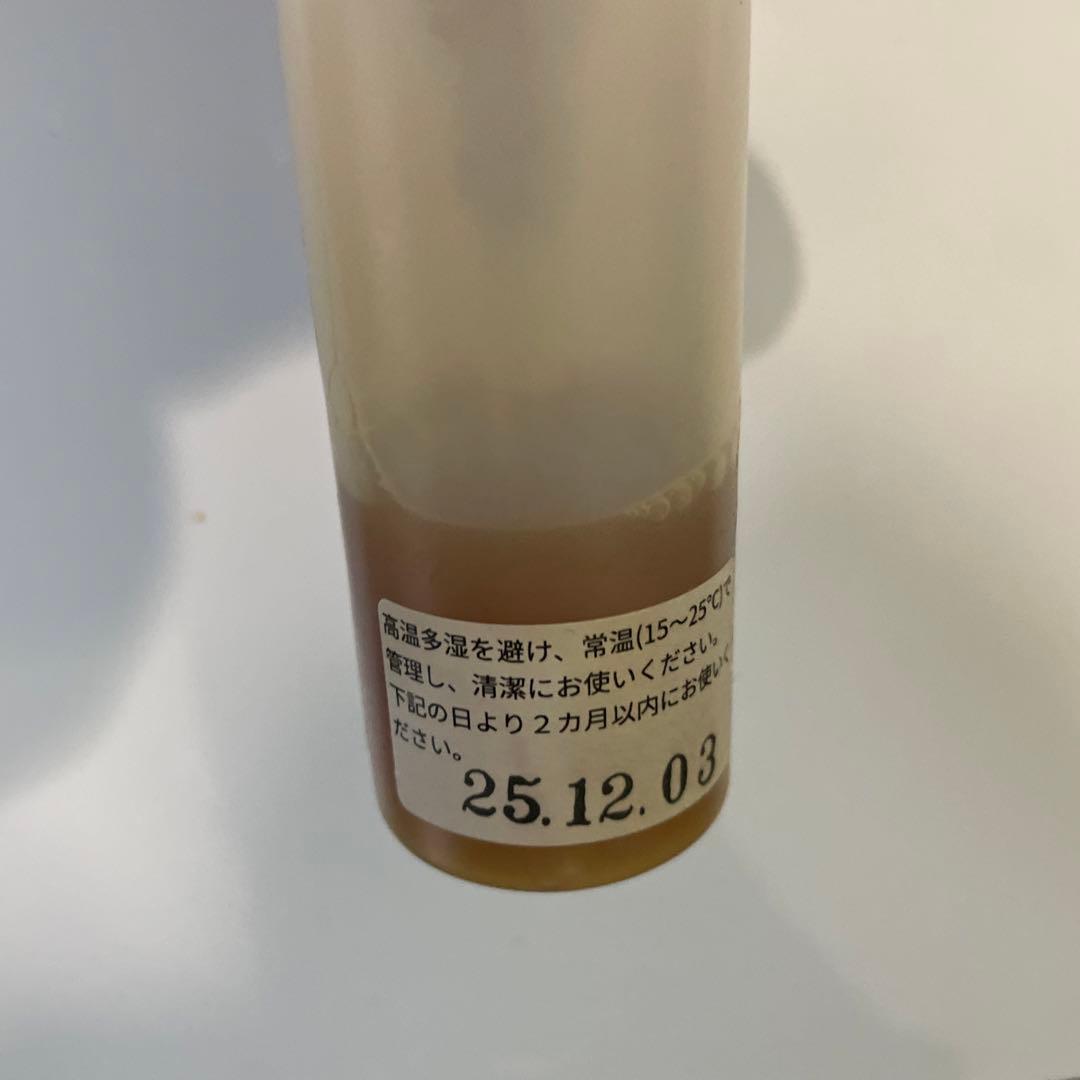 高温多湿を避け、常温(15～25℃)で
管理し、清潔にお使いください。
下記の日より２カ月以内にお使いく
ださい。
25.12.03